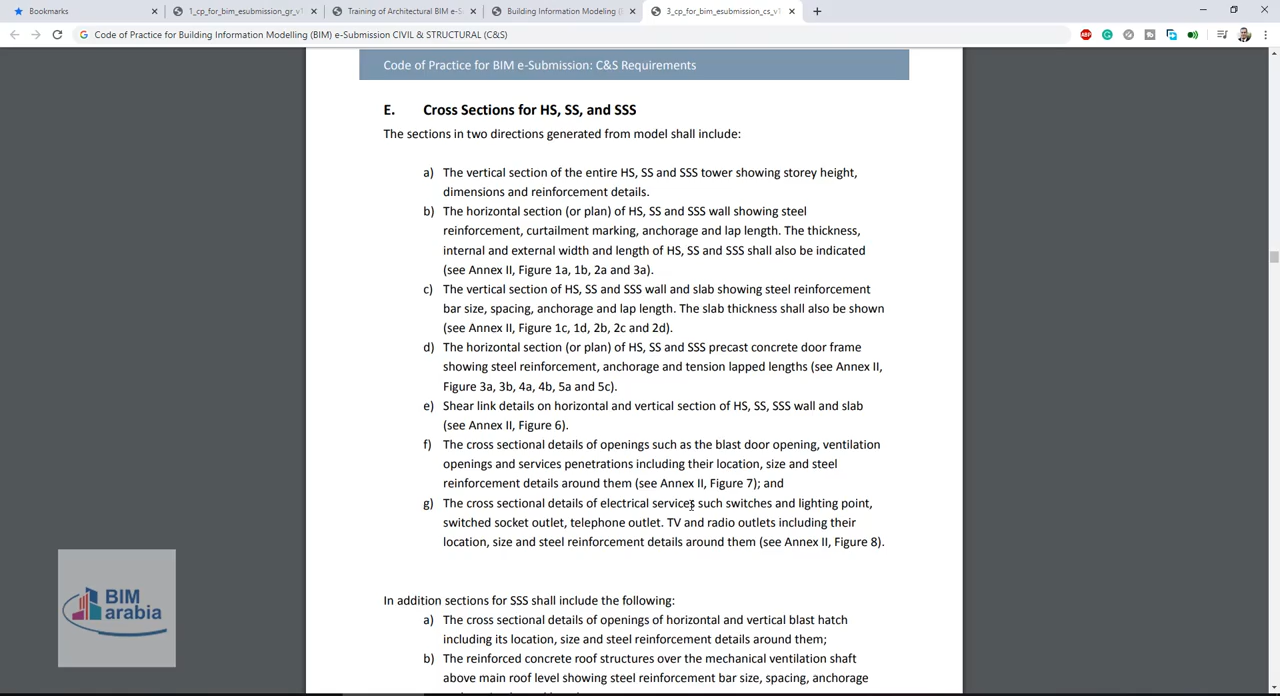 Bookmarks
1_cp_for_bim_esubmission_gr_v1
Training of Architectural BIM e-S
Building Information Modeling (
3_cp_for_bim_esubmission_cs_v1
Code of Practice for Building Information Modelling (BIM) e-Submission CIVIL & STRUCTURAL (C&S)
ABP
Code of Practice for BIM e-Submission: C&S Requirements
E. Cross Sections for HS, SS, and SSS
The sections in two directions generated from model shall include:
a) The vertical section of the entire HS, SS and SSS tower showing storey height,
dimensions and reinforcement details.
b) The horizontal section (or plan) of HS, SS and SSS wall showing steel
reinforcement, curtailment marking, anchorage and lap length. The thickness,
internal and external width and length of HS, SS and SSS shall also be indicated
(see Annex II, Figure 1a, 1b, 2a and 3a).
c) The vertical section of HS, SS and SSS wall and slab showing steel reinforcement
bar size, spacing, anchorage and lap length. The slab thickness shall also be shown
(see Annex II, Figure 1c, 1d, 2b, 2c and 2d).
d) The horizontal section (or plan) of HS, SS and SSS precast concrete door frame
showing steel reinforcement, anchorage and tension lapped lengths (see Annex II,
Figure 3a, 3b, 4a, 4b, 5a and 5c).
e) Shear link details on horizontal and vertical section of HS, SS, SSS wall and slab
(see Annex II, Figure 6).
f) The cross sectional details of openings such as the blast door opening, ventilation
openings and services penetrations including their location, size and steel
reinforcement details around them (see Annex II, Figure 7); and
g) The cross sectional details of electrical services such switches and lighting point,
switched socket outlet, telephone outlet. TV and radio outlets including their
location, size and steel reinforcement details around them (see Annex II, Figure 8).
BIM
arabia
In addition sections for SSS shall include the following:
a) The cross sectional details of openings of horizontal and vertical blast hatch
including its location, size and steel reinforcement details around them;
b) The reinforced concrete roof structures over the mechanical ventilation shaft
above main roof level showing steel reinforcement bar size, spacing, anchorage